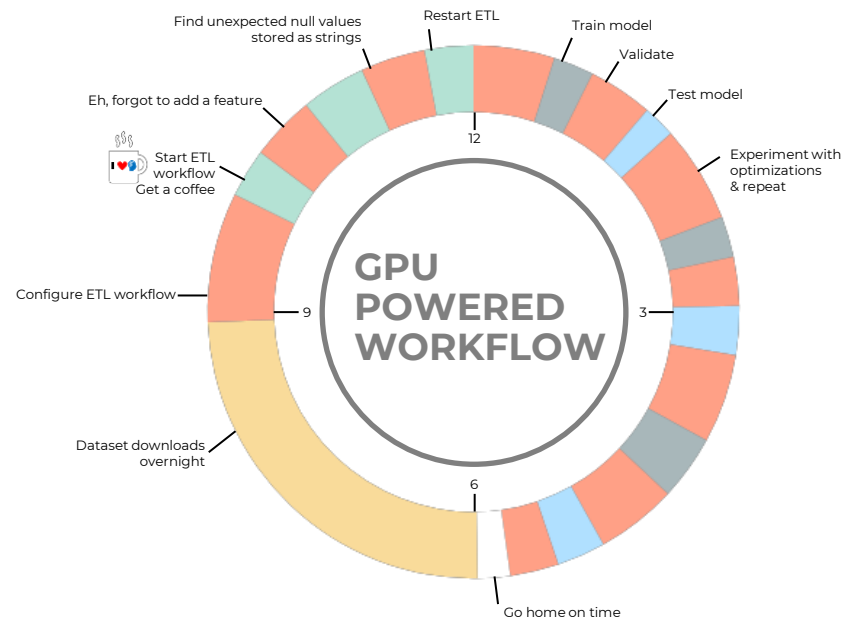 Restart ETL
Find unexpected null values
stored as strings
Train model
Validate
Eh, forgot to add a feature
Test model
12
I
Start ETL
workflow
Get a coffee
Experiment with
optimizations
& repeat
GPU
POWERED
WORKFLOW
Configure ETL workflow
9
3
Dataset downloads
overnight
6
Go home on time